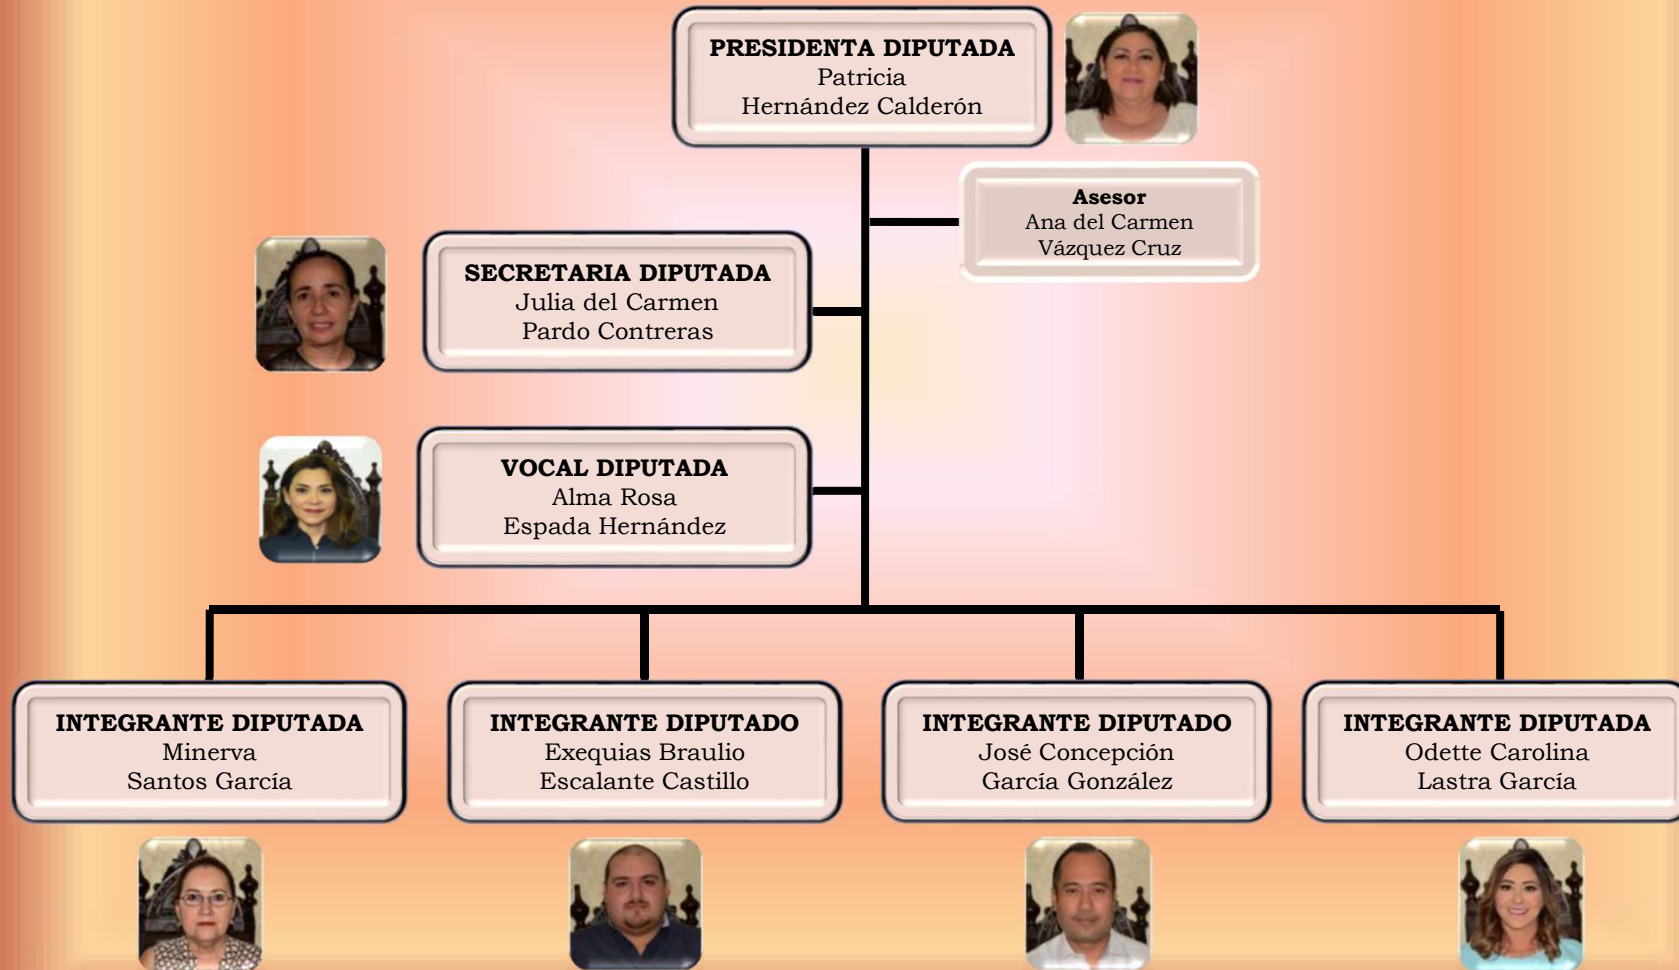 PRESIDENTA DIPUTADA
Patricia
Hernández Calderón
Asesor
Ana del Carmen
Vázquez Cruz
SECRETARIA DIPUTADA
Julia del Carmen
Pardo Contreras
VOCAL DIPUTADA
Alma Rosa
Espada Hernández
INTEGRANTE DIPUTADA
Minerva
Santos García
INTEGRANTE DIPUTADO
Exequias Braulio
Escalante Castillo
INTEGRANTE DIPUTADO
José Concepción
García González
INTEGRANTE DIPUTADA
Odette Carolina
Lastra García